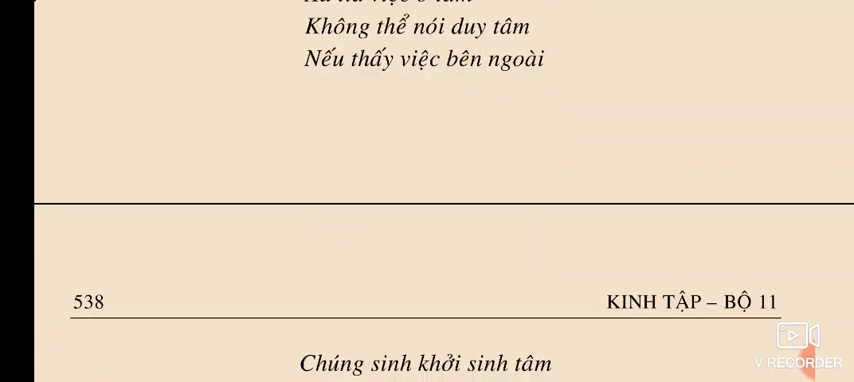 Không thể nói duy tâm
Nếu thấy việc bên ngoài
538
KINH TẬP – BỘ 11
V RECORDER
Chúng sinh khởi sinh tâm